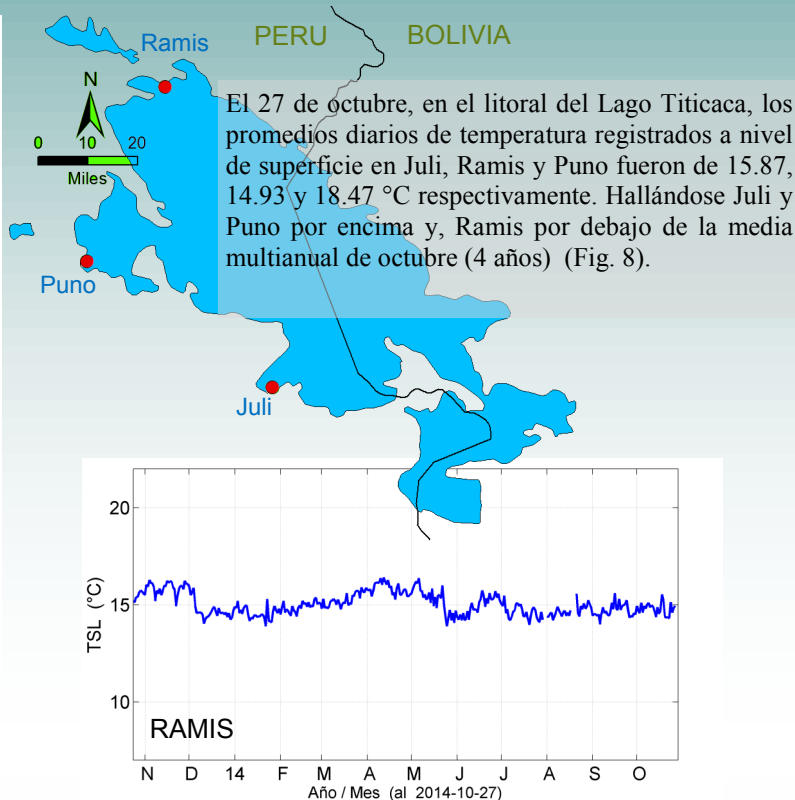 Ramis
PERU
BOLIVIA
N
0 10 20
Miles
El 27 de octubre, en el litoral del Lago Titicaca, los
promedios diarios de temperatura registrados a nivel
de superficie en Juli, Ramis y Puno fueron de 15.87,
14.93 y 18.47 °C respectivamente. Hallándose Juli y
Puno por encima y, Ramis por debajo de la media
multianual de octubre (4 años) (Fig. 8).
Puno
Juli
20
15
10
TSL (°C)
RAMIS
N D 14 F M A M J J A S O
Año / Mes (al 2014-10-27)